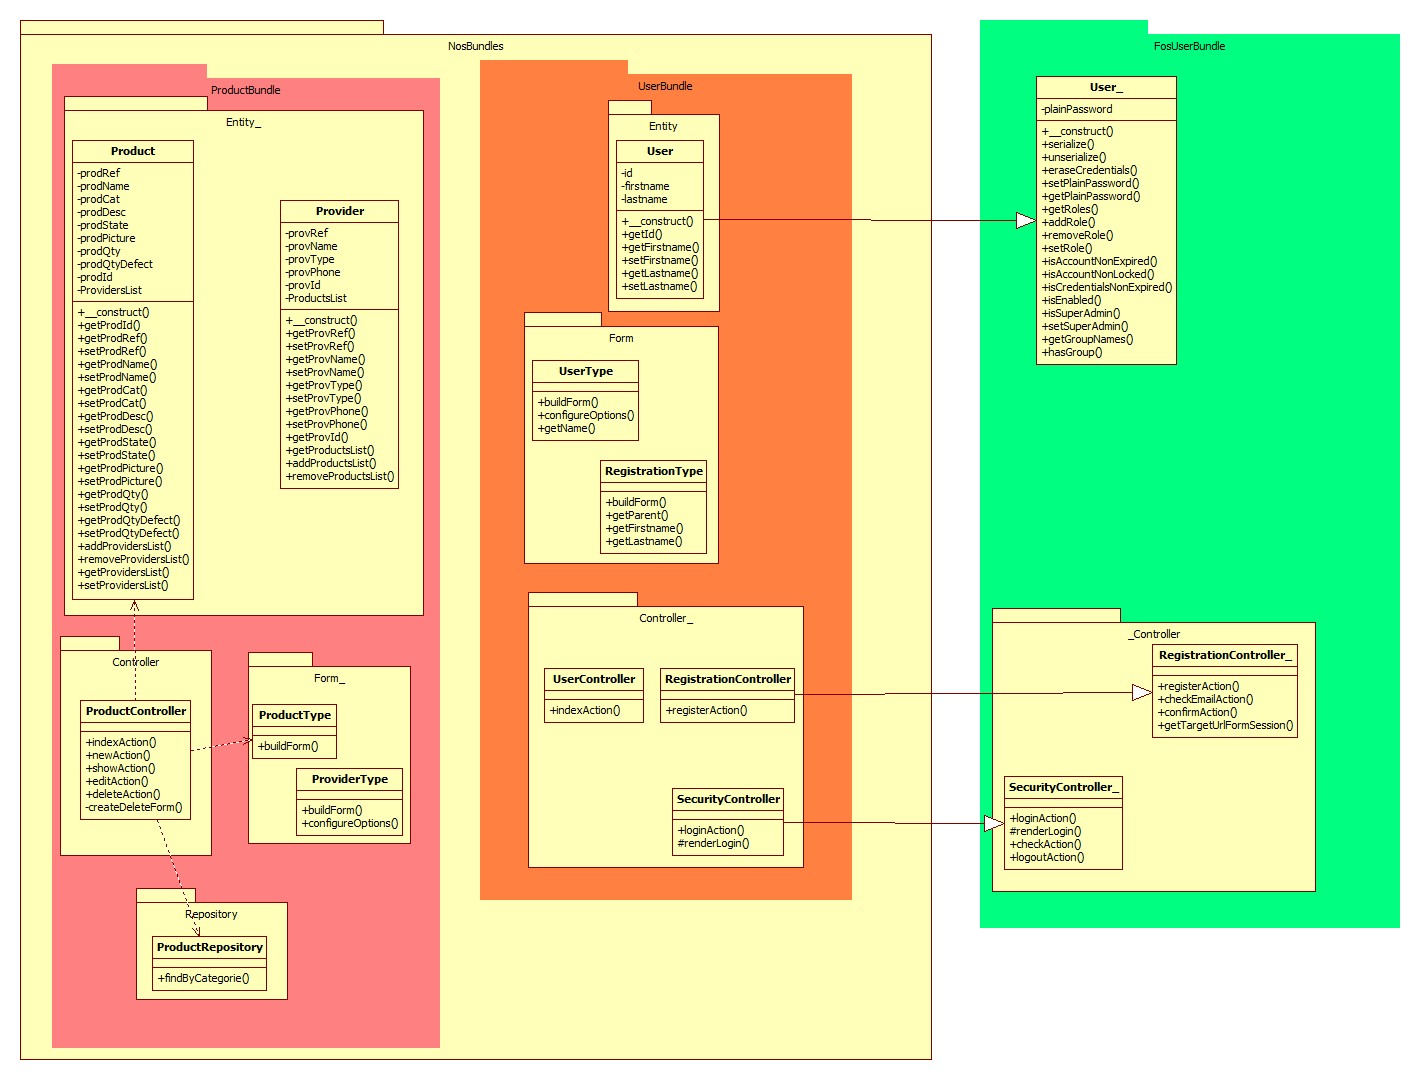 NosBundles
ProductBundle
Entity_
Product
-prodRef
-prodName
-prodCat
-prodDesc
-prodState
-prodPicture
-prodQty
-prodQtyDefect
-prodId
-ProvidersList
+__construct()
+getProdId()
+getProdRef()
+setProdRef()
+getProdName()
+setProdName()
+getProdCat()
+setProdCat()
+getProdDesc()
+setProdDesc()
+getProdState()
+setProdState()
+getProdPicture()
+setProdPicture()
+getProdQty()
+setProdQty()
+getProdQtyDefect()
+setProdQtyDefect()
+addProvidersList()
+removeProvidersList()
+getProvidersList()
+setProvidersList()
Provider
-provRef
-provName
-provType
-provPhone
-provId
-ProductsList
+__construct()
+getProvRef()
+setProvRef()
+getProvName()
+setProvName()
+getProvType()
+setProvType()
+getProvPhone()
+setProvPhone()
+getProvId()
+getProductsList()
+addProductsList()
+removeProductsList()
Controller
ProductController
+indexAction()
+newAction()
+showAction()
+editAction()
+deleteAction()
-createDeleteForm()
Form_
ProductType
+buildForm()
ProviderType
+buildForm()
+configureOptions()
Repository
ProductRepository
+findByCategorie()
UserBundle
Entity
User
-id
-firstname
-lastname
+__construct()
+getId()
+getFirstname()
+setFirstname()
+getLastname()
+setLastname()
Form
UserType
+buildForm()
+configureOptions()
+getName()
RegistrationType
+buildForm()
+getParent()
+getFirstname()
+getLastname()
Controller_
UserController
+indexAction()
RegistrationController
+registerAction()
SecurityController
+loginAction()
#renderLogin()
FosUserBundle
User_
-plainPassword
+__construct()
+serialize()
+unserialize()
+eraseCredentials()
+setPlainPassword()
+getPlainPassword()
+getRoles()
+addRole()
+removeRole()
+setRole()
+isAccountNonExpired()
+isAccountNonLocked()
+isCredentialsNonExpired()
+isEnabled()
+isSuperAdmin()
+setSuperAdmin()
+getGroupNames()
+hasGroup()
_Controller
RegistrationController_
+registerAction()
+checkEmailAction()
+confirmAction()
+getTargetUrlFormSession()
SecurityController_
+loginAction()
#renderLogin()
+checkAction()
+logoutAction()